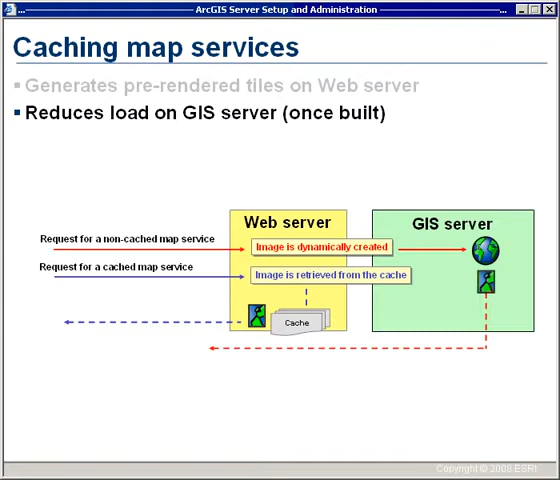 ... ArcGIS Server Setup and Administration ...
Caching map services
▪ Generates pre-rendered tiles on Web server
▪ Reduces load on GIS server (once built)
Web server
GIS server
Request for a non-cached map service
Image is dynamically created
Request for a cached map service
Image is retrieved from the cache
Cache
Copyright © 2008 ESRI